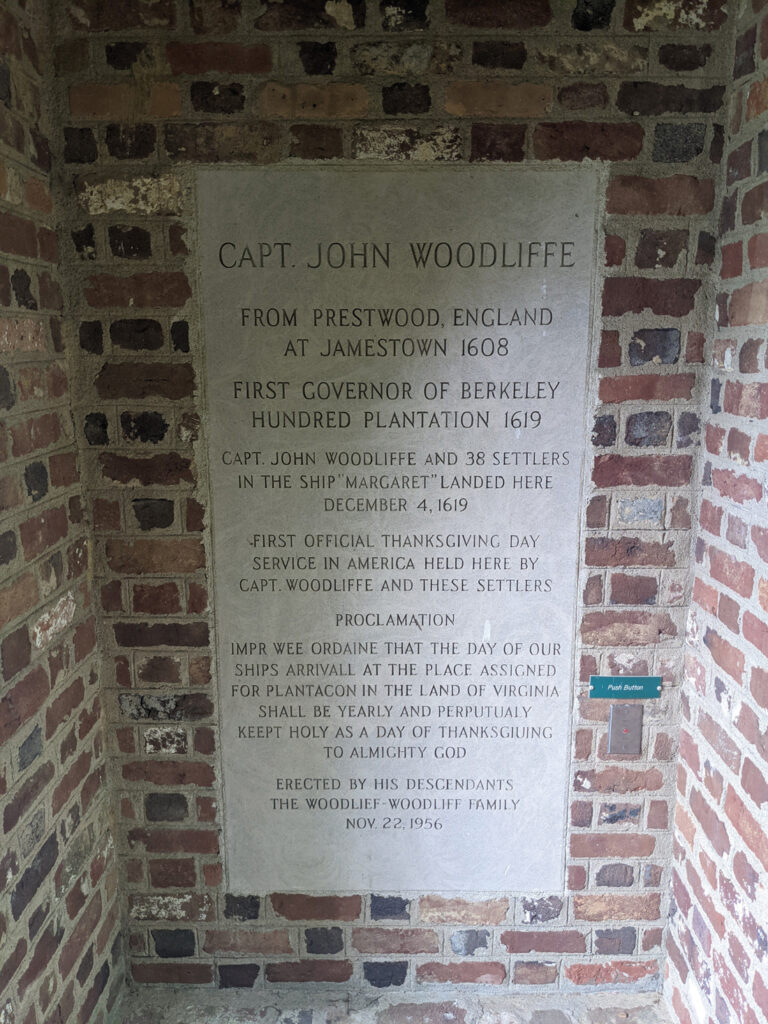 CAPT. JOHN WOODLIFFE
FROM PRESTWOOD, ENGLAND
AT JAMESTOWN 1608
FIRST GOVERNOR OF BERKELEY
HUNDRED PLANTATION 1619
CAPT. JOHN WOODLIFFE AND 38 SETTLERS
IN THE SHIP "MARGARET" LANDED HERE
DECEMBER 4, 1619
FIRST OFFICIAL THANKSGIVING DAY
SERVICE IN AMERICA HELD HERE BY
CAPT. WOODLIFFE AND THESE SETTLERS
PROCLAMATION
IMPR WEE ORDAINE THAT THE DAY OF OUR
SHIPS ARRIVALL AT THE PLACE ASSIGNED
FOR PLANTACON IN THE LAND OF VIRGINIA
SHALL BE YEARLY AND PERPUTUALY
KEEPT HOLY AS A DAY OF THANKSGIUING
TO ALMIGHTY GOD
ERECTED BY HIS DESCENDANTS
THE WOODLIEF-WOODLIFF FAMILY
NOV. 22, 1956
Push Button